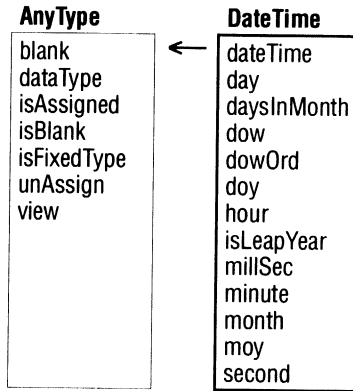 AnyType
blank
dataType
isAssigned
isBlank
isFixedType
unAssign
view
DateTime
dateTime
day
daysInMonth
dow
dowOrd
doy
hour
isLeapYear
millSec
minute
month
moy
second